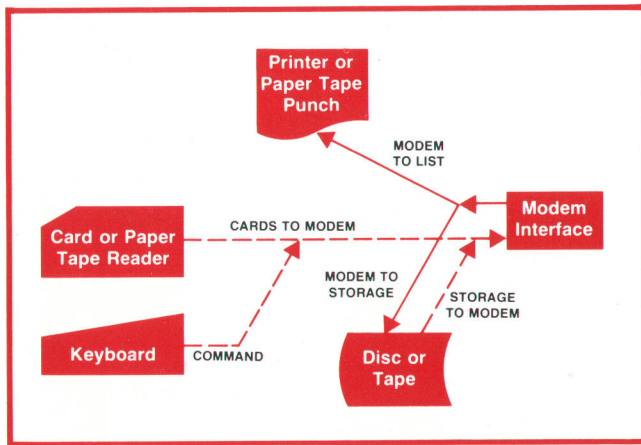 Printer or
Paper Tape
Punch
MODEM
TO LIST
Modem
Interface
CARDS TO MODEM
Card or Paper
Tape Reader
MODEM TO
STORAGE
STORAGE
TO MODEM
Keyboard
COMMAND
Disc or
Tape